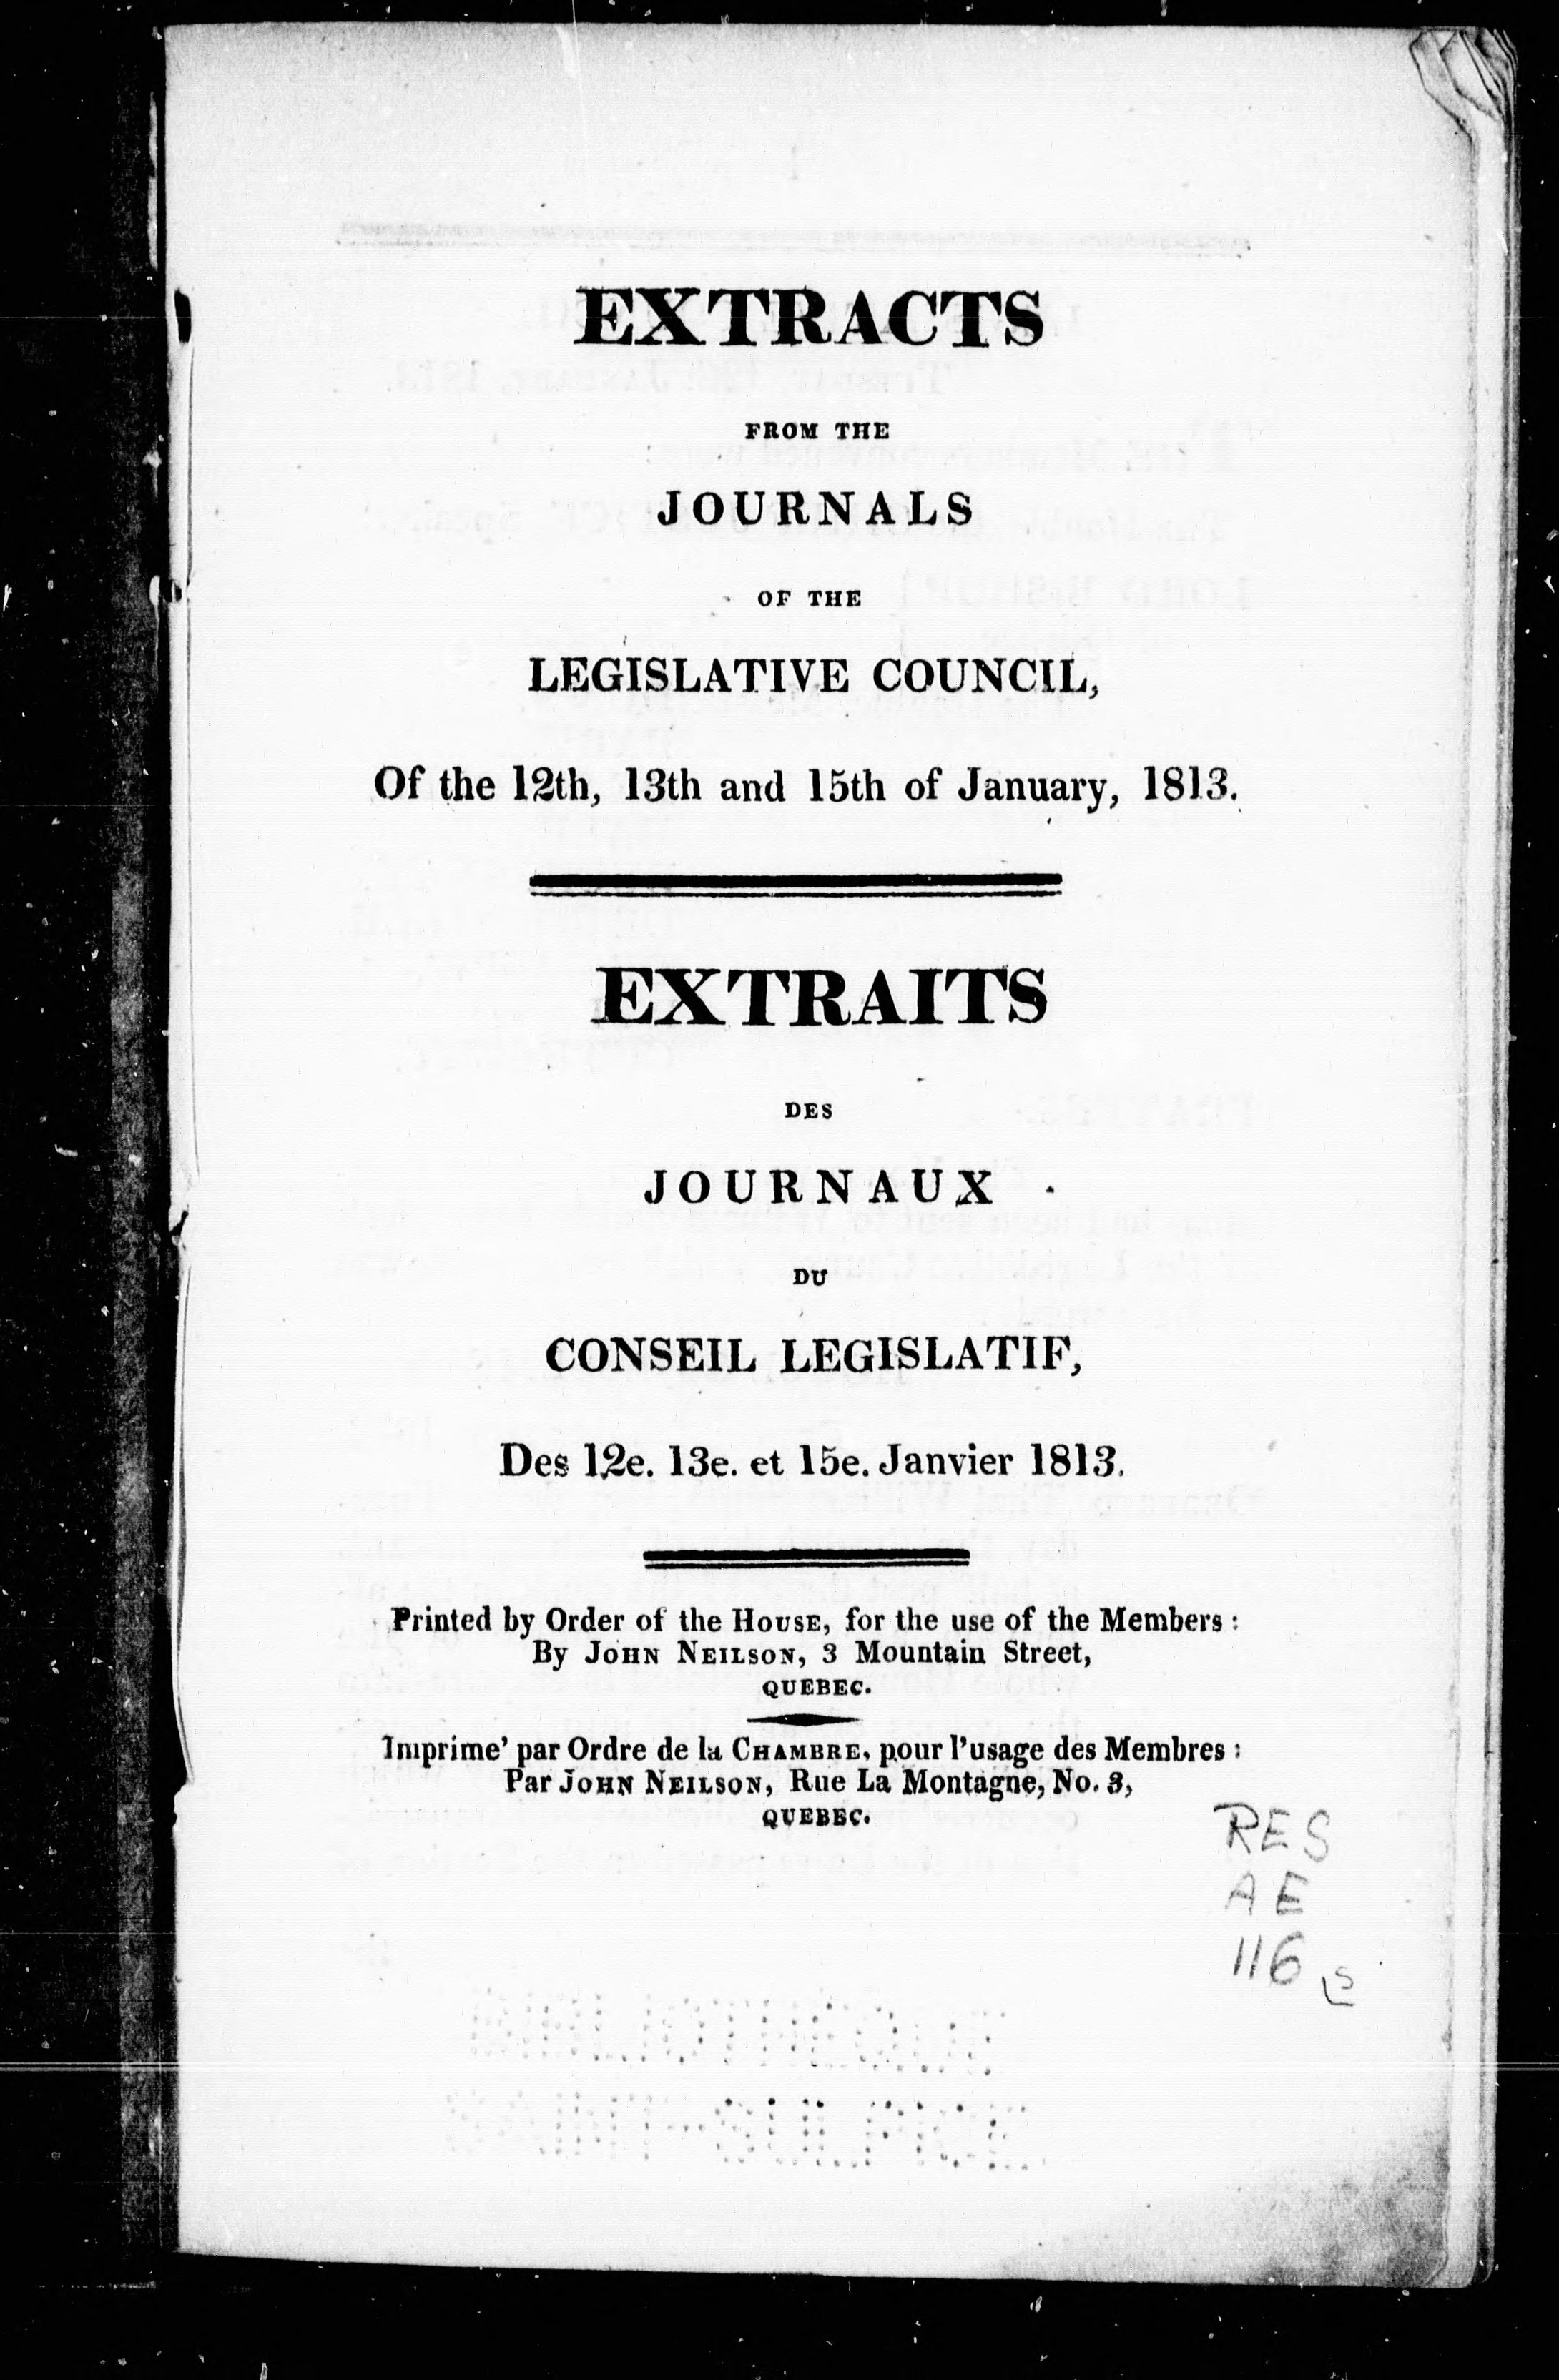 EXTRACTS
FROM THE
JOURNALS
OF THE
LEGISLATIVE COUNCIL,
Of the 12th, 13th and 15th of January, 1813.
EXTRAITS
DES
JOURNAUX
DU
CONSEIL LEGISLATIF,
Des 12e. 13e. et 15e. Janvier 1813.
Printed by Order of the HOUSE, for the use of the Members:
By JOHN NEILSON, 3 Mountain Street,
QUEBEC.
Imprime' par Ordre de la CHAMBRE, pour l'usage des Membres:
Par JOHN NEILSON, Rue La Montagne, No. 3,
QUEBEC.
RES
AE
116
BIBLIOTHEQUE
SAINT-SULPICE